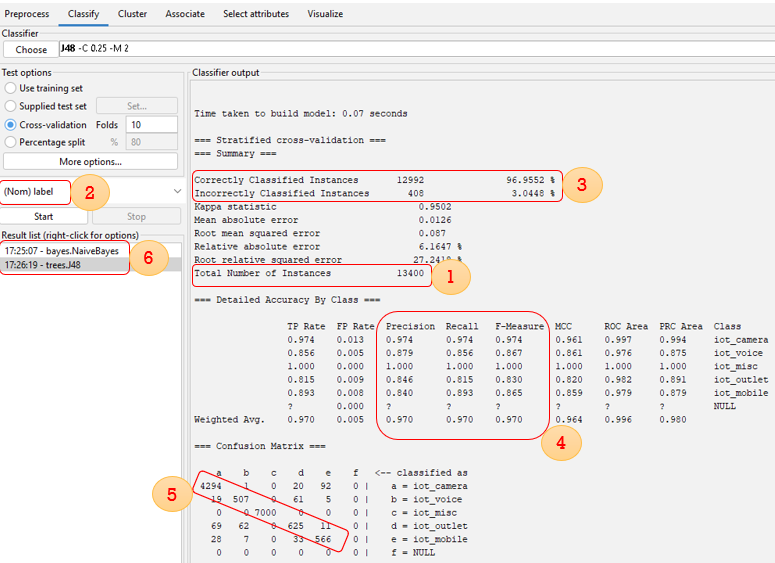 Preprocess Classify Cluster Associate Select attributes Visualize
Classifier
Choose J48 -C 0.25 -M 2
Test options
Use training set
Supplied test set Set...
Cross-validation Folds 10
Percentage split % 80
More options...
(Nom) label
2
Start Stop
Result list (right-click for options)
17:25:07 - bayes.NaiveBayes
17:26:19 - trees.J48
6
Classifier output
Time taken to build model: 0.07 seconds
=== Stratified cross-validation ===
=== Summary ===
Correctly Classified Instances 12992 96.9552 %
Incorrectly Classified Instances 408 3.0448 %
3
Kappa statistic 0.9502
Mean absolute error 0.0126
Root mean squared error 0.087
Relative absolute error 6.1647 %
Root relative squared error 27.2418 %
Total Number of Instances 13400
1
=== Detailed Accuracy By Class ===
TP Rate FP Rate Precision Recall F-Measure MCC ROC Area PRC Area Class
0.974 0.013 0.974 0.974 0.974 0.961 0.997 0.994 iot_camera
0.856 0.005 0.879 0.856 0.867 0.861 0.976 0.875 iot_voice
1.000 0.000 1.000 1.000 1.000 1.000 1.000 1.000 iot_misc
0.815 0.009 0.846 0.815 0.830 0.820 0.982 0.891 iot_outlet
0.893 0.008 0.840 0.893 0.865 0.859 0.979 0.879 iot_mobile
? 0.000 ? ? ? ? ? ? NULL
Weighted Avg. 0.970 0.005 0.970 0.970 0.970 0.964 0.996 0.980
4
=== Confusion Matrix ===
a b c d e f <-- classified as
4294 1 0 20 92 0 | a = iot_camera
5
19 507 0 61 5 0 | b = iot_voice
0 0 7000 0 0 0 | c = iot_misc
69 62 0 625 11 0 | d = iot_outlet
28 7 0 33 566 0 | e = iot_mobile
0 0 0 0 0 0 | f = NULL